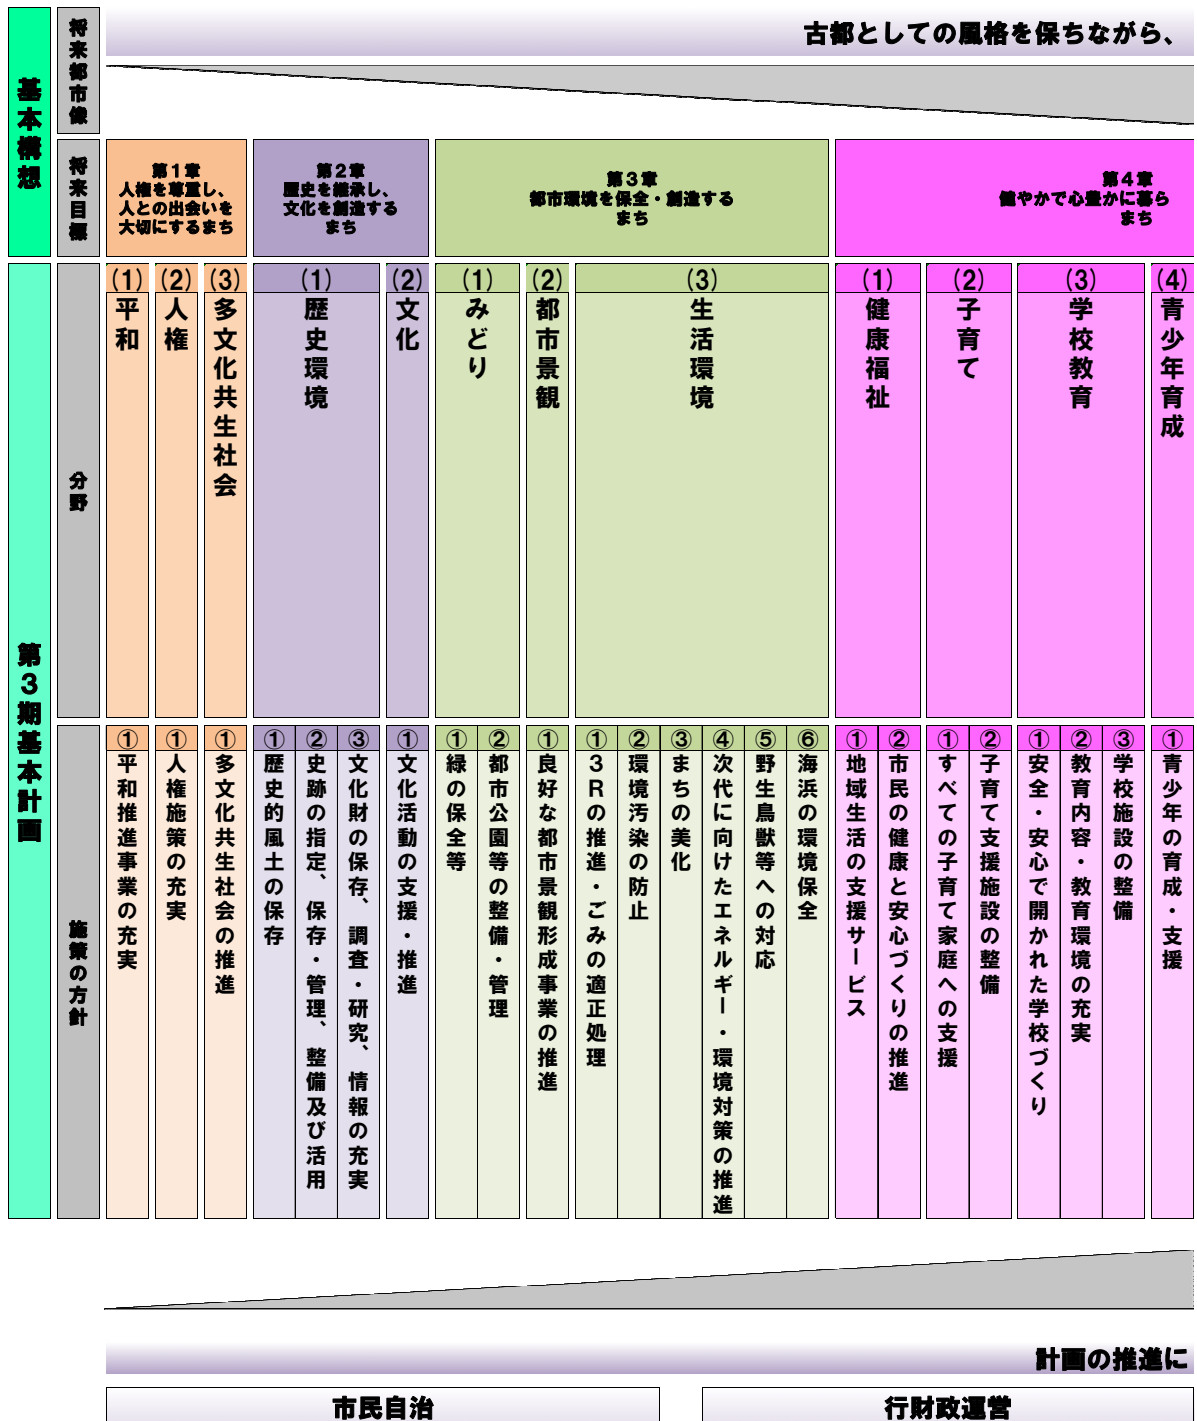 基本構想
将来都市像
古都としての風格を保ちながら、
将来目標
第1章
人権を尊重し、
人との出会いを
大切にするまち
第2章
歴史を継承し、
文化を創造する
まち
第3章
都市環境を保全・創造する
まち
第4章
健やかで心豊かに暮ら
まち
第3期基本計画
分野
(1)
平和
(2)
人権
(3)
多文化共生社会
(1)
歴史環境
(2)
文化
(1)
みどり
(2)
都市景観
(3)
生活環境
(1)
健康福祉
(2)
子育て
(3)
学校教育
(4)
青少年育成
施策の方針
①
平和推進事業の充実
①
人権施策の充実
①
多文化共生社会の推進
①
歴史的風土の保存
②
史跡の指定、保存・管理、整備及び活用
③
文化財の保存、調査・研究、情報の充実
①
文化活動の支援・推進
①
緑の保全等
②
都市公園等の整備・管理
①
良好な都市景観形成事業の推進
①
3Rの推進・ごみの適正処理
②
環境汚染の防止
③
まちの美化
④
次代に向けたエネルギー・環境対策の推進
⑤
野生鳥獣等への対応
⑥
海浜の環境保全
①
地域生活の支援サービス
②
市民の健康と安心づくりの推進
①
すべての子育て家庭への支援
②
子育て支援施設の整備
①
安全・安心で開かれた学校づくり
②
教育内容・教育環境の充実
③
学校施設の整備
①
青少年の育成・支援
計画の推進に
市民自治
行財政運営